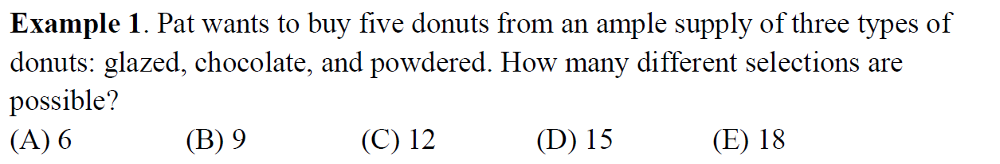 Example 1. Pat wants to buy five donuts from an ample supply of three types of
donuts: glazed, chocolate, and powdered. How many different selections are
possible?
(A) 6 (B) 9 (C) 12 (D) 15 (E) 18